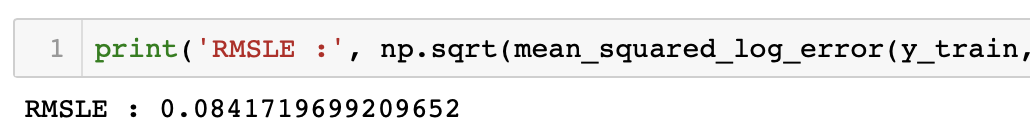 1 print('RMSLE :', np.sqrt(mean_squared_log_error(y_train,
RMSLE : 0.0841719699209652